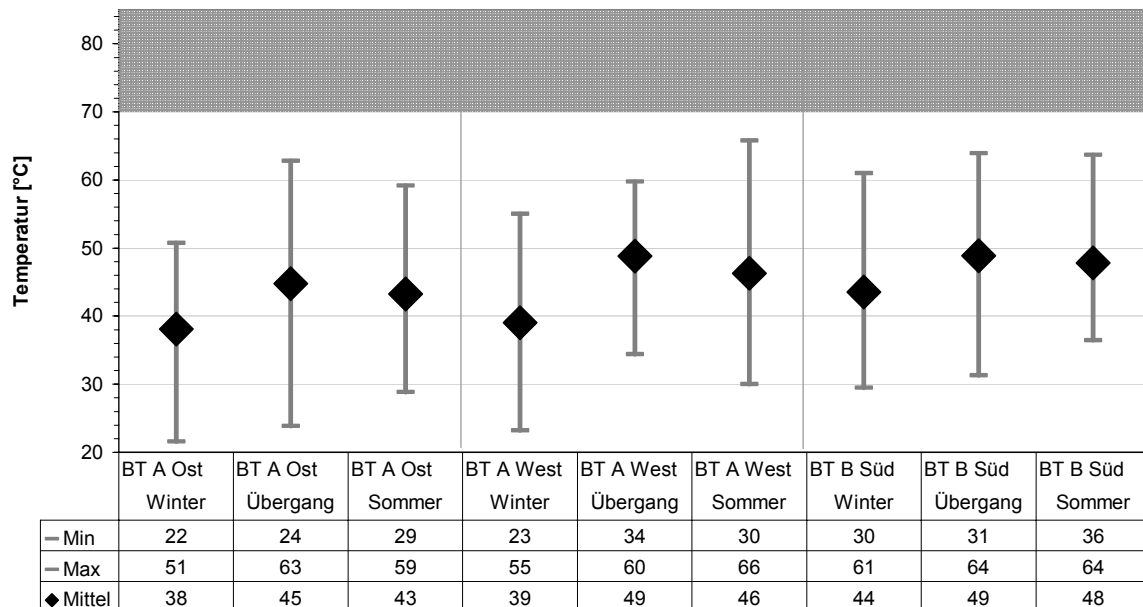 Temperatur [°C]
80
70
60
50
40
30
20
BT A Ost BT A Ost BT A Ost BT A West BT A West BT A West BT B Süd BT B Süd BT B Süd
Winter Übergang Sommer Winter Übergang Sommer Winter Übergang Sommer
Min 22 24 29 23 34 30 30 31 36
Max 51 63 59 55 60 66 61 64 64
Mittel 38 45 43 39 49 46 44 49 48